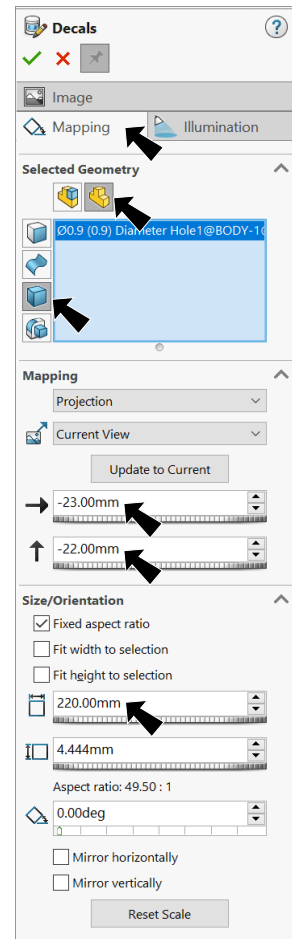 Decals
?
Image
Mapping
Illumination
Selected Geometry
Ø0.9 (0.9) Diameter Hole1@BODY-1
Mapping
Projection
Current View
Update to Current
-23.00mm
-22.00mm
Size/Orientation
Fixed aspect ratio
Fit width to selection
Fit height to selection
220.00mm
4.444mm
Aspect ratio: 49.50 : 1
0.00deg
0
Mirror horizontally
Mirror vertically
Reset Scale